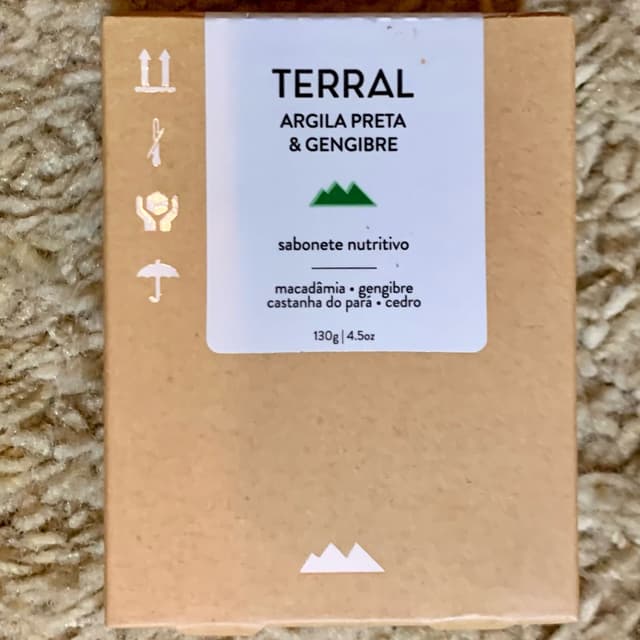 TERRAL
ARGILA PRETA
& GENGIBRE
sabonete nutritivo
macadâmia • gengibre
castanha do pará • cedro
130g | 4.5oz